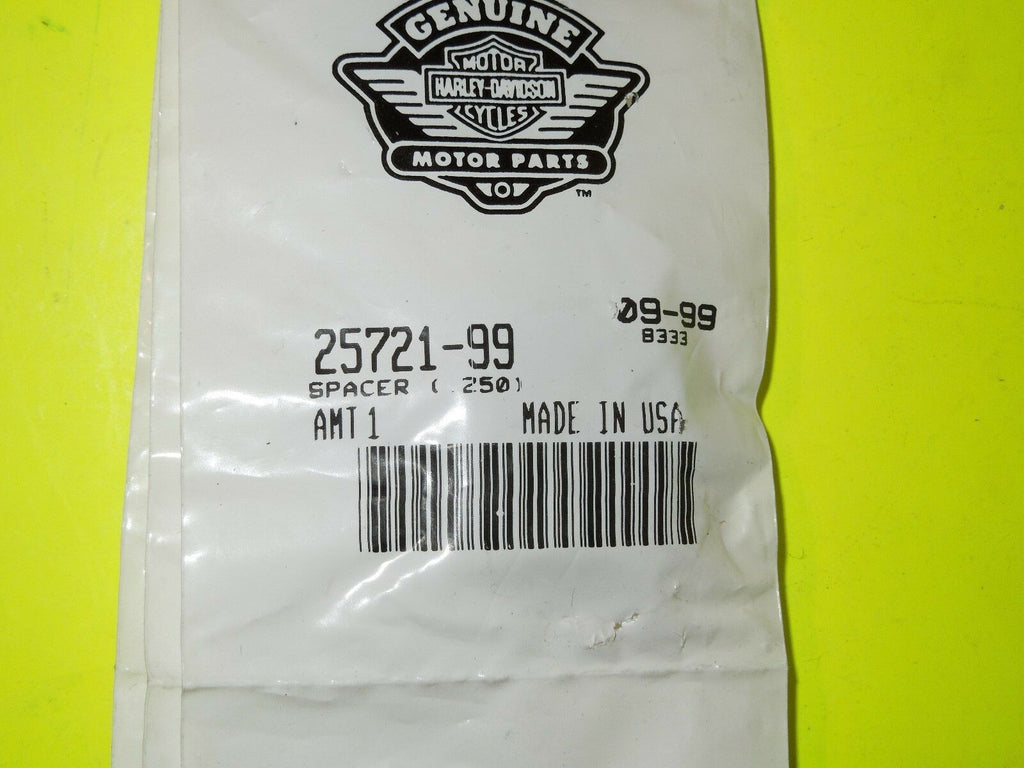 GENUINE
MOTOR
HARLEY-DAVIDSON
CYCLES
MOTOR PARTS
TM
09-99
8333
25721-99
SPACER ( .250)
AMT 1 MADE IN USA